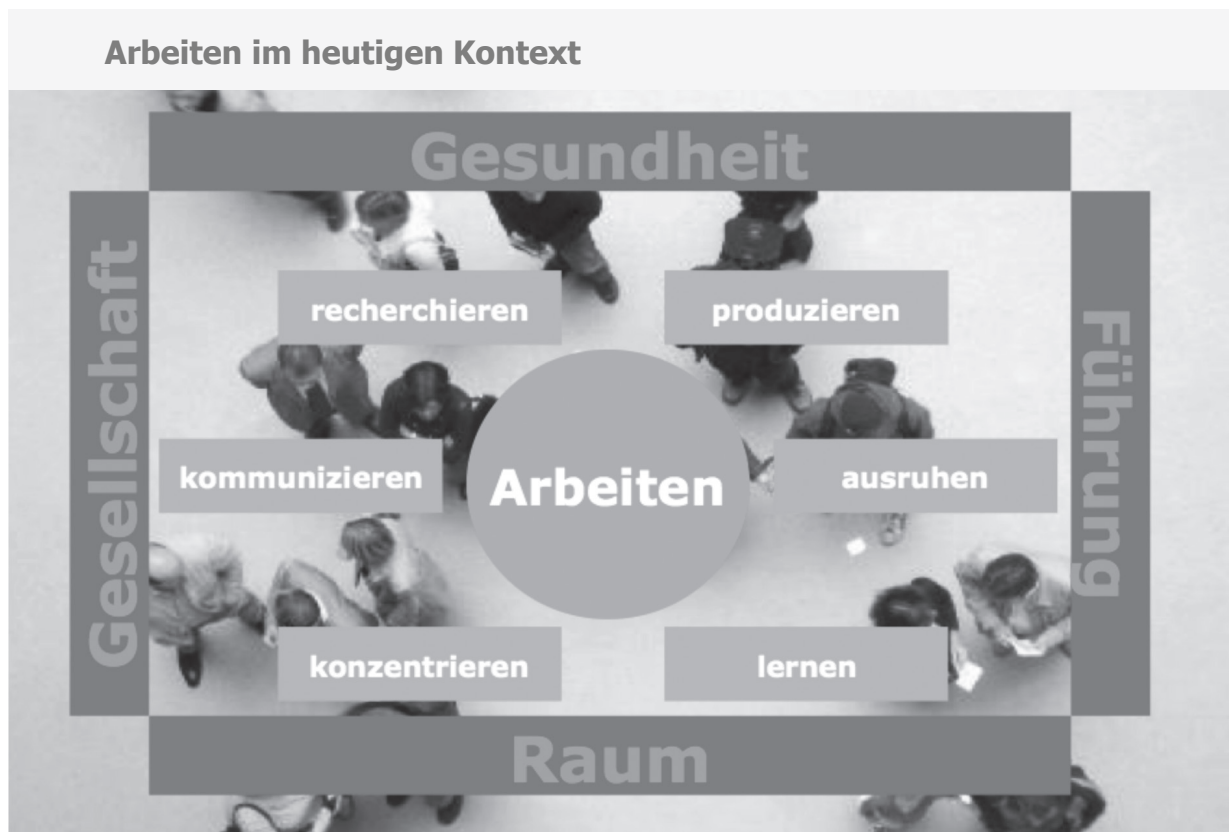 Arbeiten im heutigen Kontext
Gesundheit
Gesellschaft
Führung
recherchieren
produzieren
kommunizieren
Arbeiten
ausruhen
konzentrieren
lernen
Raum